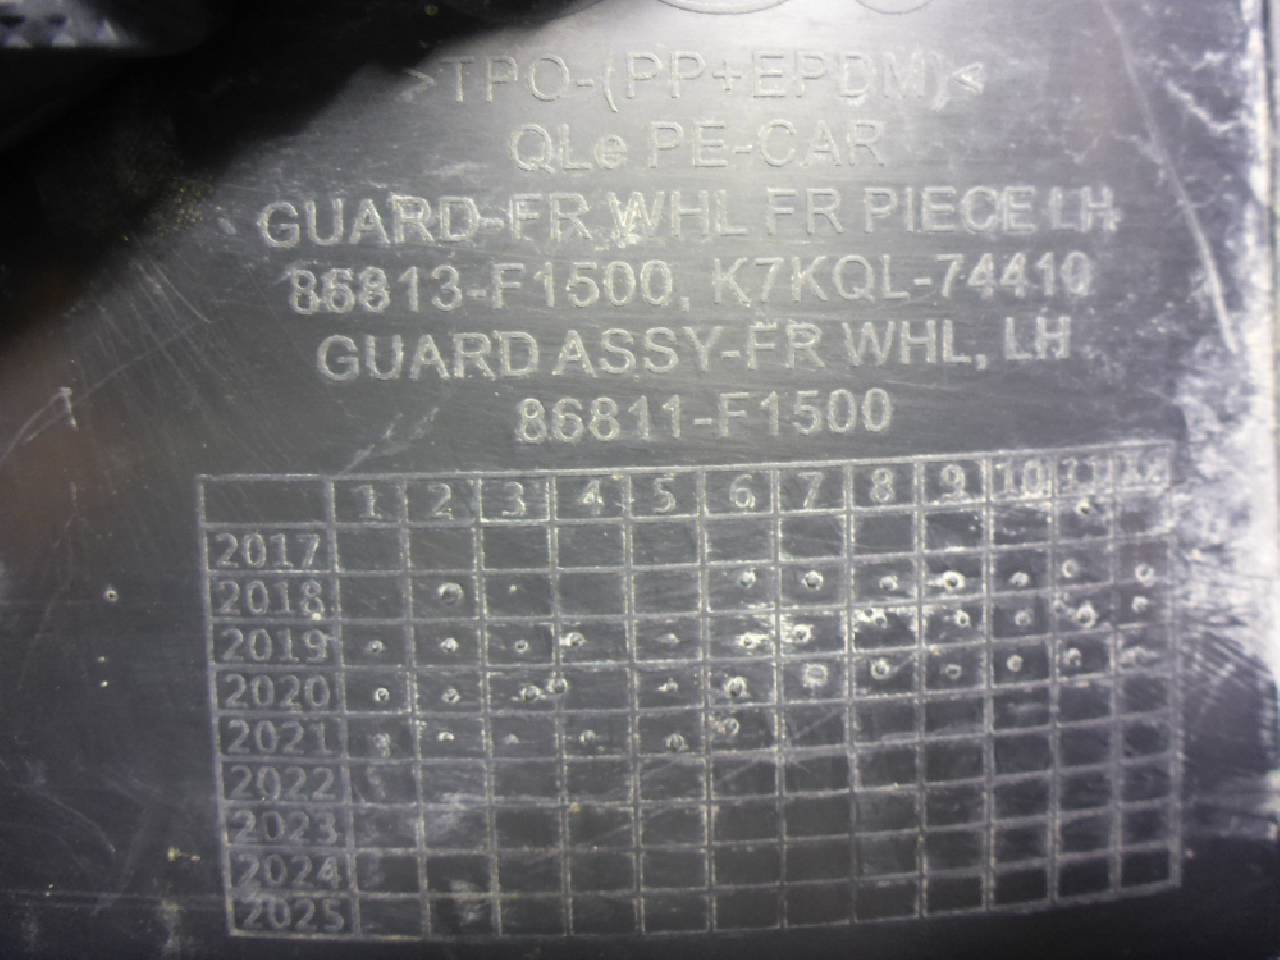 >TPO-(PP+EPDM)<
QLe PE-CAR
GUARD-FR WHL FR PIECE LH
86813-F1500, K7KQL-74410
GUARD ASSY-FR WHL, LH
86811-F1500
1 2 3 4 5 6 7 8 9 10 11 12
2017
2018
2019
2020
2021
2022
2023
2024
2025